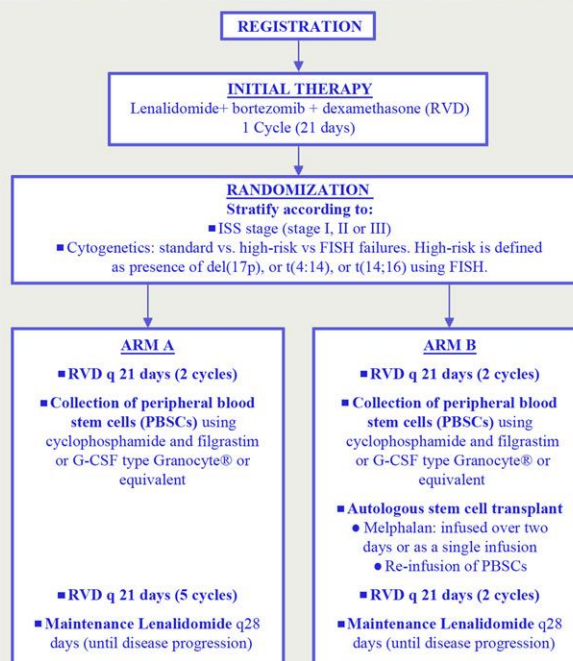 REGISTRATION
INITIAL THERAPY
Lenalidomide+ bortezomib + dexamethasone (RVD)
1 Cycle (21 days)
RANDOMIZATION
Stratify according to:
■ ISS stage (stage I, II or III)
■ Cytogenetics: standard vs. high-risk vs FISH failures. High-risk is defined
as presence of del(17p), or t(4:14), or t(14;16) using FISH.
ARM A
■ RVD q 21 days (2 cycles)
■ Collection of peripheral blood
stem cells (PBSCs) using
cyclophosphamide and filgrastim
or G-CSF type Granocyte® or
equivalent
■ RVD q 21 days (5 cycles)
■ Maintenance Lenalidomide q28
days (until disease progression)
ARM B
■ RVD q 21 days (2 cycles)
■ Collection of peripheral blood
stem cells (PBSCs) using
cyclophosphamide and filgrastim
or G-CSF type Granocyte® or
equivalent
■ Autologous stem cell transplant
● Melphalan: infused over two
days or as a single infusion
● Re-infusion of PBSCs
■ RVD q 21 days (2 cycles)
■ Maintenance Lenalidomide q28
days (until disease progression)